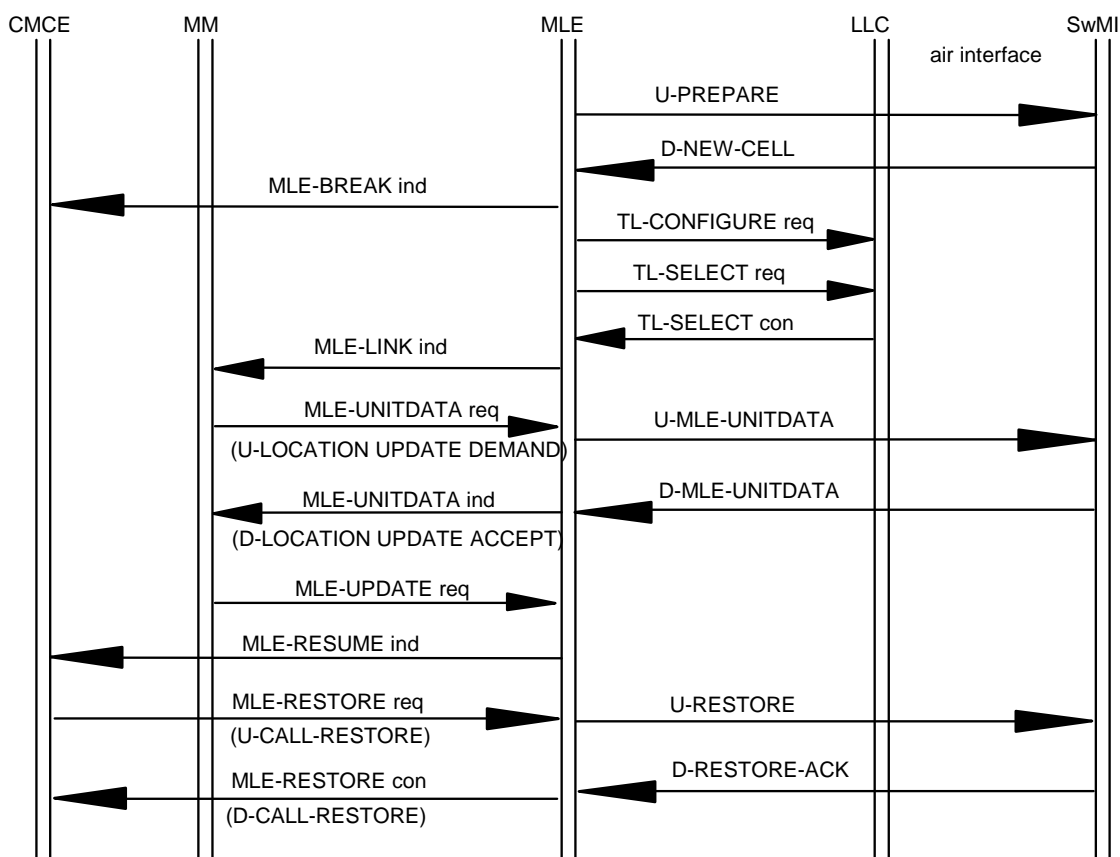 CMCE MM MLE LLC SwMI
air interface
U-PREPARE
D-NEW-CELL
MLE-BREAK ind
TL-CONFIGURE req
TL-SELECT req
TL-SELECT con
MLE-LINK ind
MLE-UNITDATA req
U-MLE-UNITDATA
(U-LOCATION UPDATE DEMAND)
D-MLE-UNITDATA
MLE-UNITDATA ind
(D-LOCATION UPDATE ACCEPT)
MLE-UPDATE req
MLE-RESUME ind
MLE-RESTORE req
U-RESTORE
(U-CALL-RESTORE)
D-RESTORE-ACK
MLE-RESTORE con
(D-CALL-RESTORE)